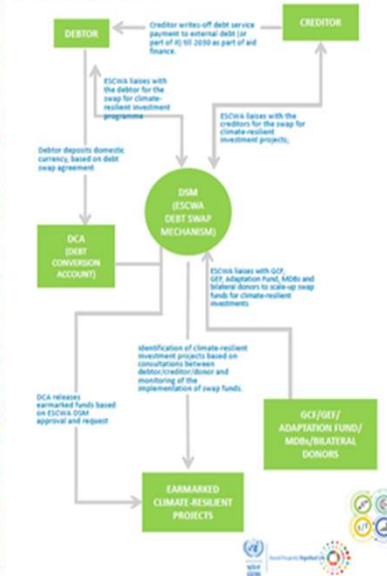 CREDITOR
DEBTOR
Creditor writes-off debt service
payment to external debt (or
part of it) till 2030 as part of aid
finance.
ESCWA liaises with
the debtor for the
swap for climate-
resilient investment
programme
ESCWA liaises with the
creditors for the swap for
climate-resilient
investment projects;
Debtor deposits domestic
currency, based on debt
swap agreement
DSM
(ESCWA
DEBT SWAP
MECHANISM)
DCA
(DEBT
CONVERSION
ACCOUNT)
ESCWA liaises with GCF,
GEF, Adaptation Fund, MDBs and
bilateral donors to scale-up swap
funds for climate-resilient
investments
Identification of climate-resilient
investment projects based on
consultations between
debtor/creditor/donor and
monitoring of the
implementation of swap funds.
DCA releases
earmarked funds based
on ESCWA DSM
approval and request
GCF/GEF/
ADAPTATION FUND/
MDBs/BILATERAL
DONORS
EARMARKED
CLIMATE-RESILIENT
PROJECTS